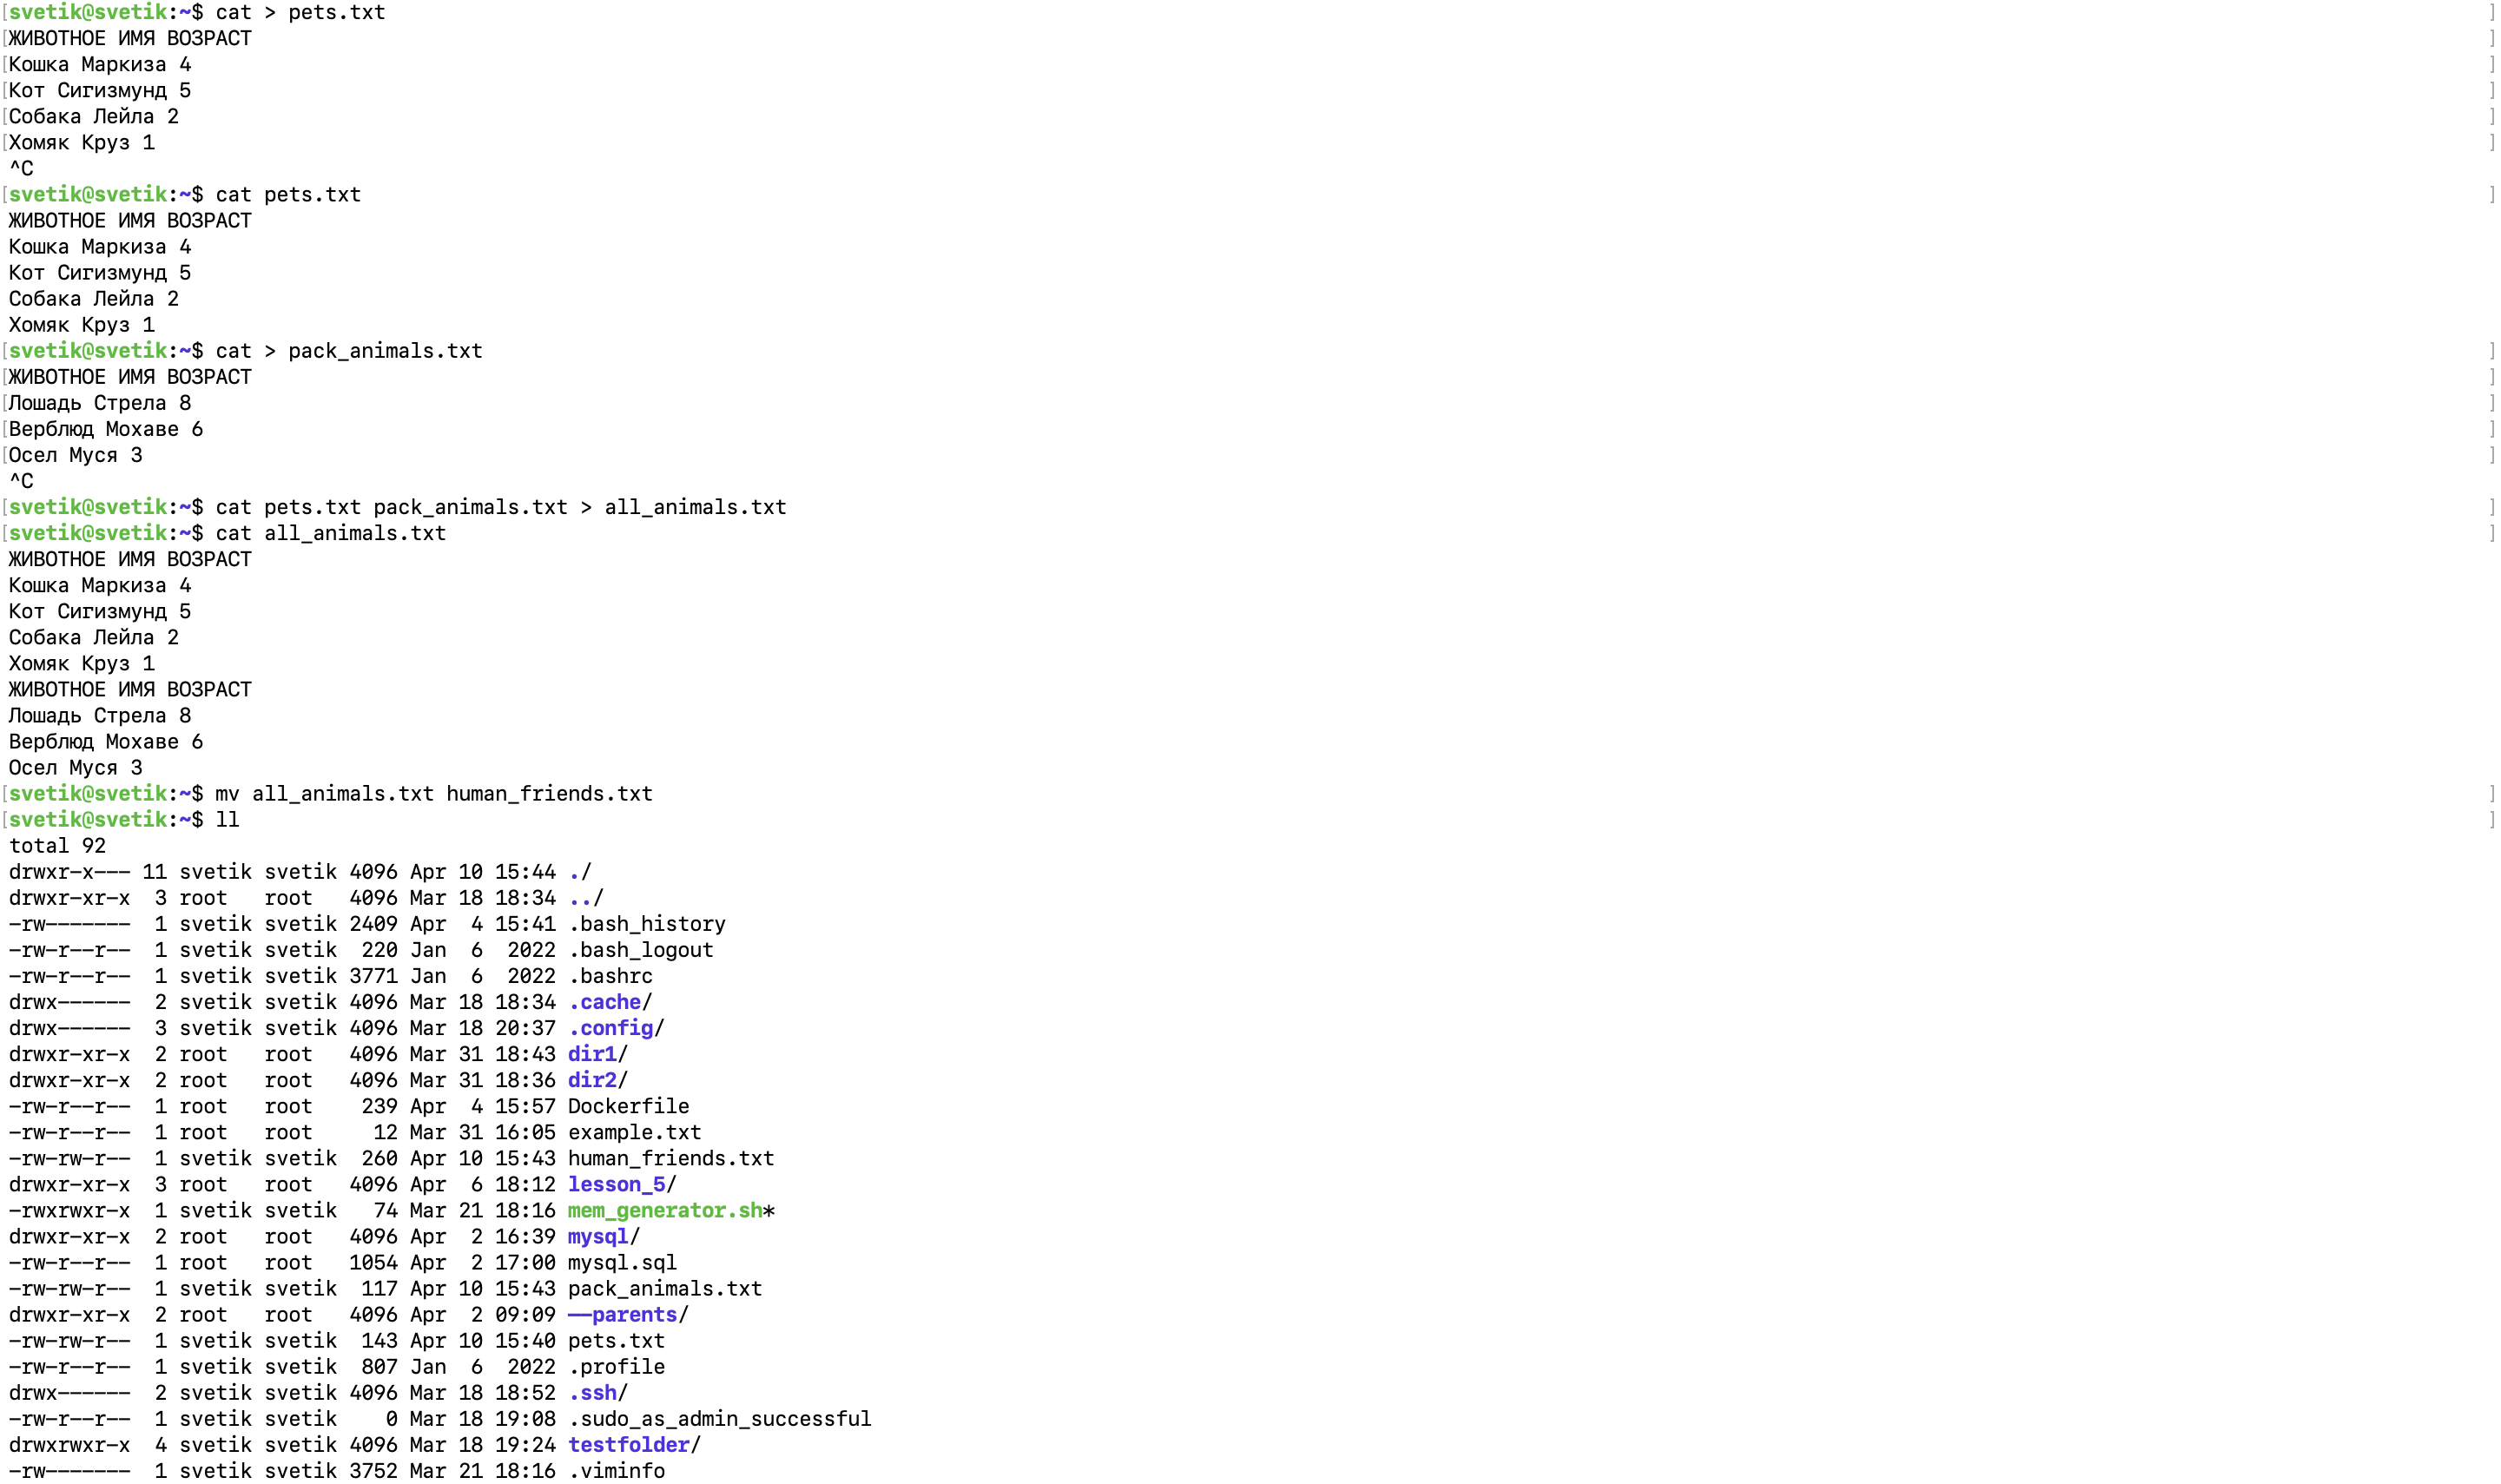 [svetik@svetik:~$ cat > pets.txt ]
[ЖИВОТНОЕ ИМЯ ВОЗРАСТ ]
[Кошка Маркиза 4 ]
[Кот Сигизмунд 5 ]
[Собака Лейла 2 ]
[Хомяк Круз 1 ]
^C
[svetik@svetik:~$ cat pets.txt ]
ЖИВОТНОЕ ИМЯ ВОЗРАСТ
Кошка Маркиза 4
Кот Сигизмунд 5
Собака Лейла 2
Хомяк Круз 1
[svetik@svetik:~$ cat > pack_animals.txt ]
[ЖИВОТНОЕ ИМЯ ВОЗРАСТ ]
[Лошадь Стрела 8 ]
[Верблюд Мохаве 6 ]
[Осел Муся 3 ]
^C
[svetik@svetik:~$ cat pets.txt pack_animals.txt > all_animals.txt ]
[svetik@svetik:~$ cat all_animals.txt ]
ЖИВОТНОЕ ИМЯ ВОЗРАСТ
Кошка Маркиза 4
Кот Сигизмунд 5
Собака Лейла 2
Хомяк Круз 1
ЖИВОТНОЕ ИМЯ ВОЗРАСТ
Лошадь Стрела 8
Верблюд Мохаве 6
Осел Муся 3
[svetik@svetik:~$ mv all_animals.txt human_friends.txt ]
[svetik@svetik:~$ ll ]
total 92
drwxr-x--- 11 svetik svetik 4096 Apr 10 15:44 ./
drwxr-xr-x  3 root   root   4096 Mar 18 18:34 ../
-rw-------  1 svetik svetik 2409 Apr  4 15:41 .bash_history
-rw-r--r--  1 svetik svetik  220 Jan  6  2022 .bash_logout
-rw-r--r--  1 svetik svetik 3771 Jan  6  2022 .bashrc
drwx------  2 svetik svetik 4096 Mar 18 18:34 .cache/
drwx------  3 svetik svetik 4096 Mar 18 20:37 .config/
drwxr-xr-x  2 root   root   4096 Mar 31 18:43 dir1/
drwxr-xr-x  2 root   root   4096 Mar 31 18:36 dir2/
-rw-r--r--  1 root   root    239 Apr  4 15:57 Dockerfile
-rw-r--r--  1 root   root     12 Mar 31 16:05 example.txt
-rw-rw-r--  1 svetik svetik  260 Apr 10 15:43 human_friends.txt
drwxr-xr-x  3 root   root   4096 Apr  6 18:12 lesson_5/
-rwxrwxr-x  1 svetik svetik   74 Mar 21 18:16 mem_generator.sh*
drwxr-xr-x  2 root   root   4096 Apr  2 16:39 mysql/
-rw-r--r--  1 root   root   1054 Apr  2 17:00 mysql.sql
-rw-rw-r--  1 svetik svetik  117 Apr 10 15:43 pack_animals.txt
drwxr-xr-x  2 root   root   4096 Apr  2 09:09 --parents/
-rw-rw-r--  1 svetik svetik  143 Apr 10 15:40 pets.txt
-rw-r--r--  1 svetik svetik  807 Jan  6  2022 .profile
drwx------  2 svetik svetik 4096 Mar 18 18:52 .ssh/
-rw-r--r--  1 svetik svetik    0 Mar 18 19:08 .sudo_as_admin_successful
drwxrwxr-x  4 svetik svetik 4096 Mar 18 19:24 testfolder/
-rw-------  1 svetik svetik 3752 Mar 21 18:16 .viminfo